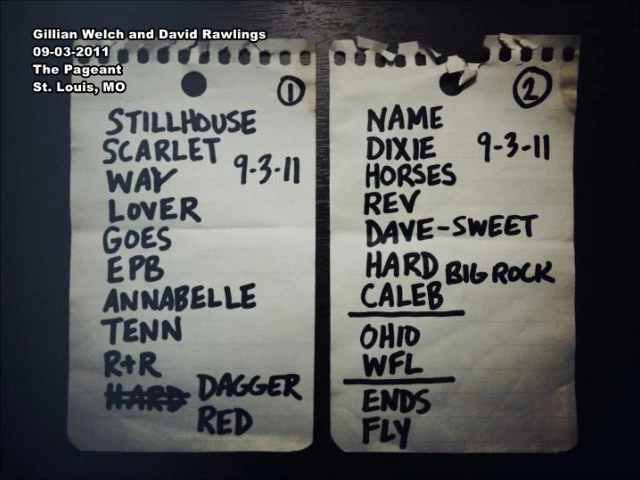 Gillian Welch and David Rawlings
09-03-2011
The Pageant
St. Louis, MO
1
STILLHOUSE
SCARLET
WAY 9-3-11
LOVER
GOES
EPB
ANNABELLE
TENN
R+R
HARD DAGGER
RED
2
NAME
DIXIE 9-3-11
HORSES
REV
DAVE-SWEET
HARD BIG ROCK
CALEB
OHIO
WFL
ENDS
FLY